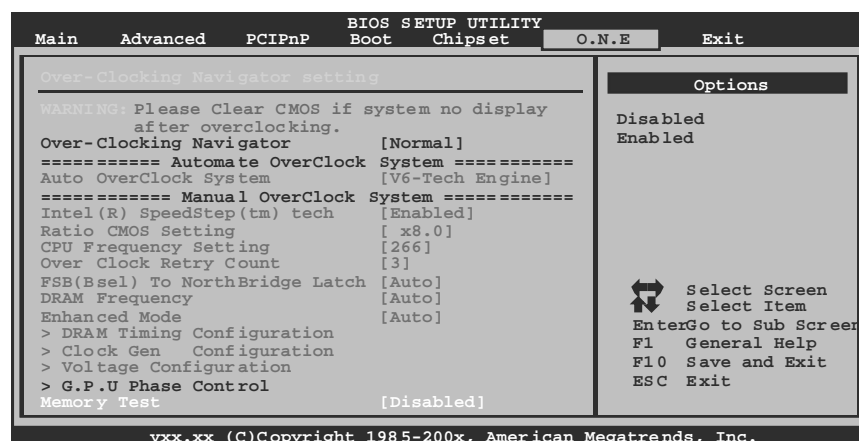 BIOS SETUP UTILITY
Main Advanced PCIPnP Boot Chipset O.N.E Exit
Over-Clocking Navigator setting
WARNING: Please Clear CMOS if system no display
after overclocking.
Over-Clocking Navigator [Normal]
=========== Automate OverClock System ===========
Auto OverClock System [V6-Tech Engine]
============ Manual OverClock System ============
Intel(R) SpeedStep(tm) tech [Enabled]
Ratio CMOS Setting [ x8.0]
CPU Frequency Setting [266]
Over Clock Retry Count [3]
FSB(Bsel) To NorthBridge Latch [Auto]
DRAM Frequency [Auto]
Enhanced Mode [Auto]
> DRAM Timing Configuration
> Clock Gen Configuration
> Voltage Configuration
> G.P.U Phase Control
Memory Test [Disabled]
Options
Disabled
Enabled
Select Screen
Select Item
Enter Go to Sub Screen
F1 General Help
F10 Save and Exit
ESC Exit
vxx.xx (C)Copyright 1985-200x, American Megatrends, Inc.